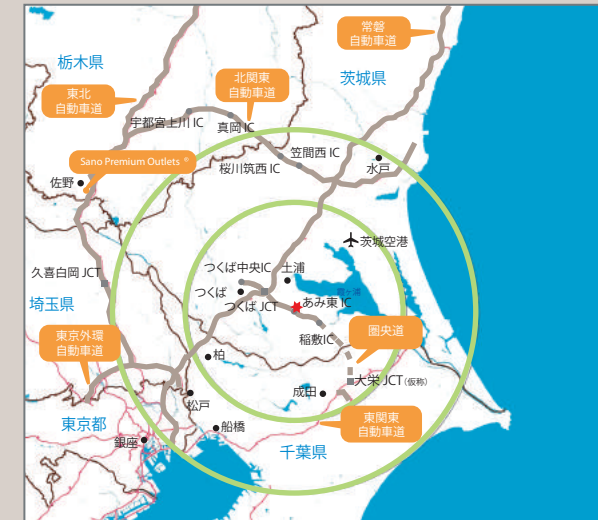 常磐
自動車道
栃木県
茨城県
北関東
自動車道
東北
自動車道
宇都宮上川 IC
真岡 IC
笠間西 IC
Sano Premium Outlets ®
桜川筑西 IC
水戸
佐野
茨城空港
つくば中央IC
土浦
久喜白岡 JCT
つくば
霞ヶ浦
つくば JCT
あみ東 IC
埼玉県
稲敷IC
圏央道
東京外環
自動車道
柏
大栄 JCT(仮称)
成田
松戸
東京都
船橋
東関東
自動車道
銀座
千葉県